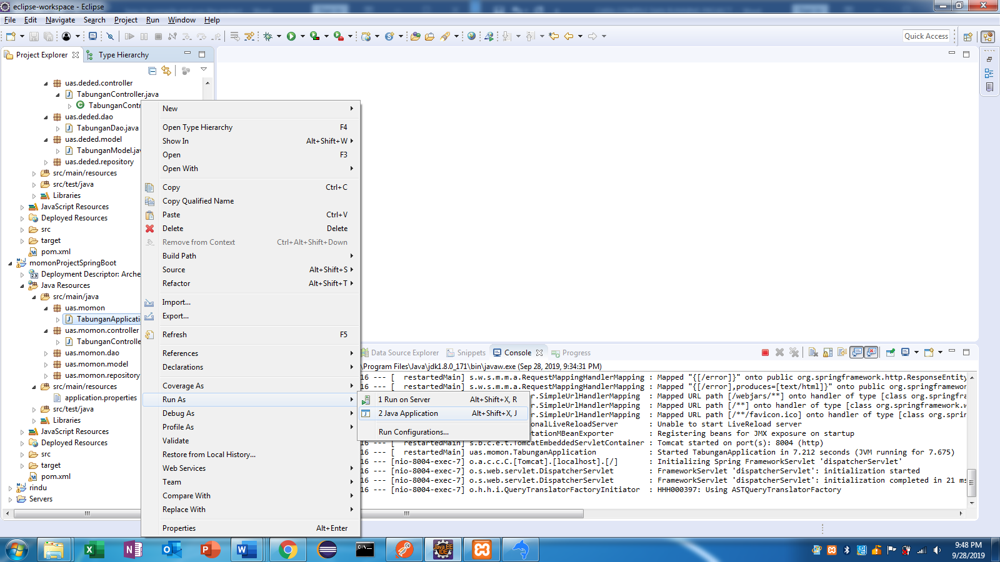 eclipse-workspace - Eclipse
File Edit Navigate Search Project Run Window Help
Quick Access
Project Explorer Type Hierarchy
uas.deded.controller
TabunganController.java
TabunganContr
uas.deded.dao
TabunganDao.java
uas.deded.model
TabunganModel.jav
uas.deded.repository
src/main/resources
src/test/java
Libraries
JavaScript Resources
Deployed Resources
src
target
pom.xml
momonProjectSpringBoot
Deployment Descriptor: Arche
Java Resources
src/main/java
uas.momon
TabunganApplicati
uas.momon.controller
TabunganControlle
uas.momon.dao
uas.momon.model
uas.momon.repository
src/main/resources
application.properties
src/test/java
Libraries
JavaScript Resources
Deployed Resources
src
target
pom.xml
rindu
Servers
New
Open Type Hierarchy F4
Show In Alt+Shift+W
Open F3
Open With
Copy Ctrl+C
Copy Qualified Name
Paste Ctrl+V
Delete Delete
Remove from Context Ctrl+Alt+Shift+Down
Build Path
Source Alt+Shift+S
Refactor Alt+Shift+T
Import...
Export...
Refresh F5
References
Declarations
Coverage As
Run As
Debug As
Profile As
Validate
Restore from Local History...
Web Services
Team
Compare With
Replace With
Properties Alt+Enter
1 Run on Server Alt+Shift+X, R
2 Java Application Alt+Shift+X, J
Run Configurations...
Data Source Explorer Snippets Console Progress
\Program Files\Java\jdk1.8.0_171\bin\javaw.exe (Sep 28, 2019, 9:34:31 PM)
16 --- [ restartedMain] s.w.s.m.m.a.RequestMappingHandlerMapping : Mapped "{[/error]}" onto public org.springframework.http.ResponseEntity
16 --- [ restartedMain] s.w.s.m.m.a.RequestMappingHandlerMapping : Mapped "{[/error],produces=[text/html]}" onto public org.springframewor
r.SimpleUrlHandlerMapping : Mapped URL path [/webjars/**] onto handler of type [class org.springfr
r.SimpleUrlHandlerMapping : Mapped URL path [/**] onto handler of type [class org.springframework.w
r.SimpleUrlHandlerMapping : Mapped URL path [/**/favicon.ico] onto handler of type [class org.spri
onalLiveReloadServer : Unable to start LiveReload server
tationMBeanExporter : Registering beans for JMX exposure on startup
16 --- [ restartedMain] s.b.c.e.t.TomcatEmbeddedServletContainer : Tomcat started on port(s): 8004 (http)
16 --- [ restartedMain] uas.momon.TabunganApplication : Started TabunganApplication in 7.212 seconds (JVM running for 7.675)
16 --- [nio-8004-exec-7] o.a.c.c.C.[Tomcat].[localhost].[/] : Initializing Spring FrameworkServlet 'dispatcherServlet'
16 --- [nio-8004-exec-7] o.s.web.servlet.DispatcherServlet : FrameworkServlet 'dispatcherServlet': initialization started
16 --- [nio-8004-exec-7] o.s.web.servlet.DispatcherServlet : FrameworkServlet 'dispatcherServlet': initialization completed in 21 ms
16 --- [nio-8004-exec-7] o.h.h.i.QueryTranslatorFactoryInitiator : HHH000397: Using ASTQueryTranslatorFactory
9:48 PM
9/28/2019